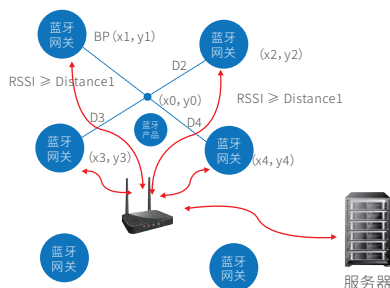 蓝牙
网关
BP (x1, y1)
蓝牙
网关
(x2, y2)
D2
RSSI ≥ Distance1
RSSI ≥ Distance1
(x0, y0)
D3
D4
蓝牙
产品
蓝牙
网关
(x3, y3)
蓝牙
网关
(x4, y4)
蓝牙
网关
蓝牙
网关
服务器